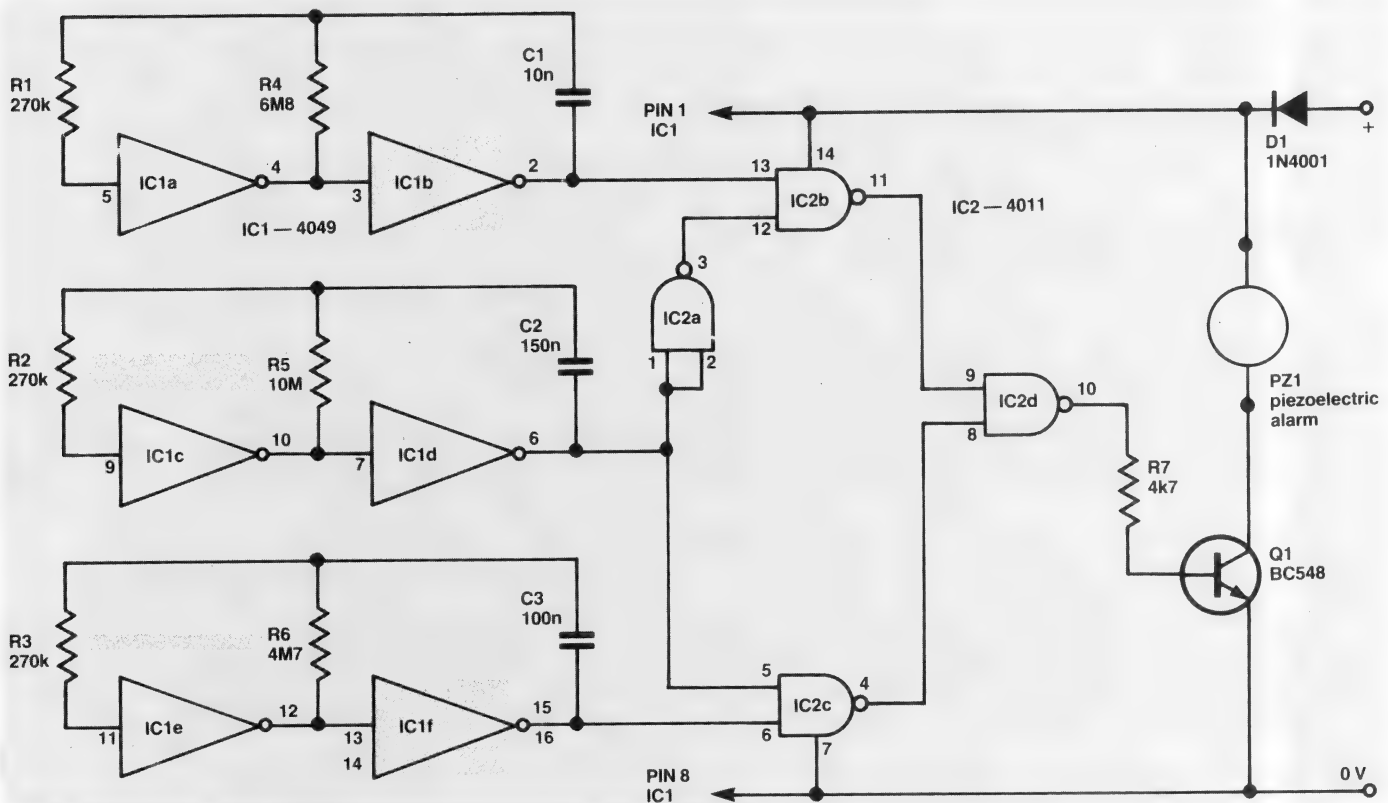 R1
270k
R4
6M8
C1
10n
5
IC1a
4
3
IC1b
2
IC1 — 4049
PIN 1
IC1
14
13
12
IC2b
11
IC2 — 4011
D1
1N4001
+
3
IC2a
1
2
R2
270k
R5
10M
C2
150n
9
IC1c
10
7
IC1d
6
9
8
IC2d
10
PZ1
piezoelectric
alarm
R7
4k7
Q1
BC548
R3
270k
R6
4M7
C3
100n
11
IC1e
12
13
14
IC1f
15
16
5
6
IC2c
4
7
PIN 8
IC1
0 V